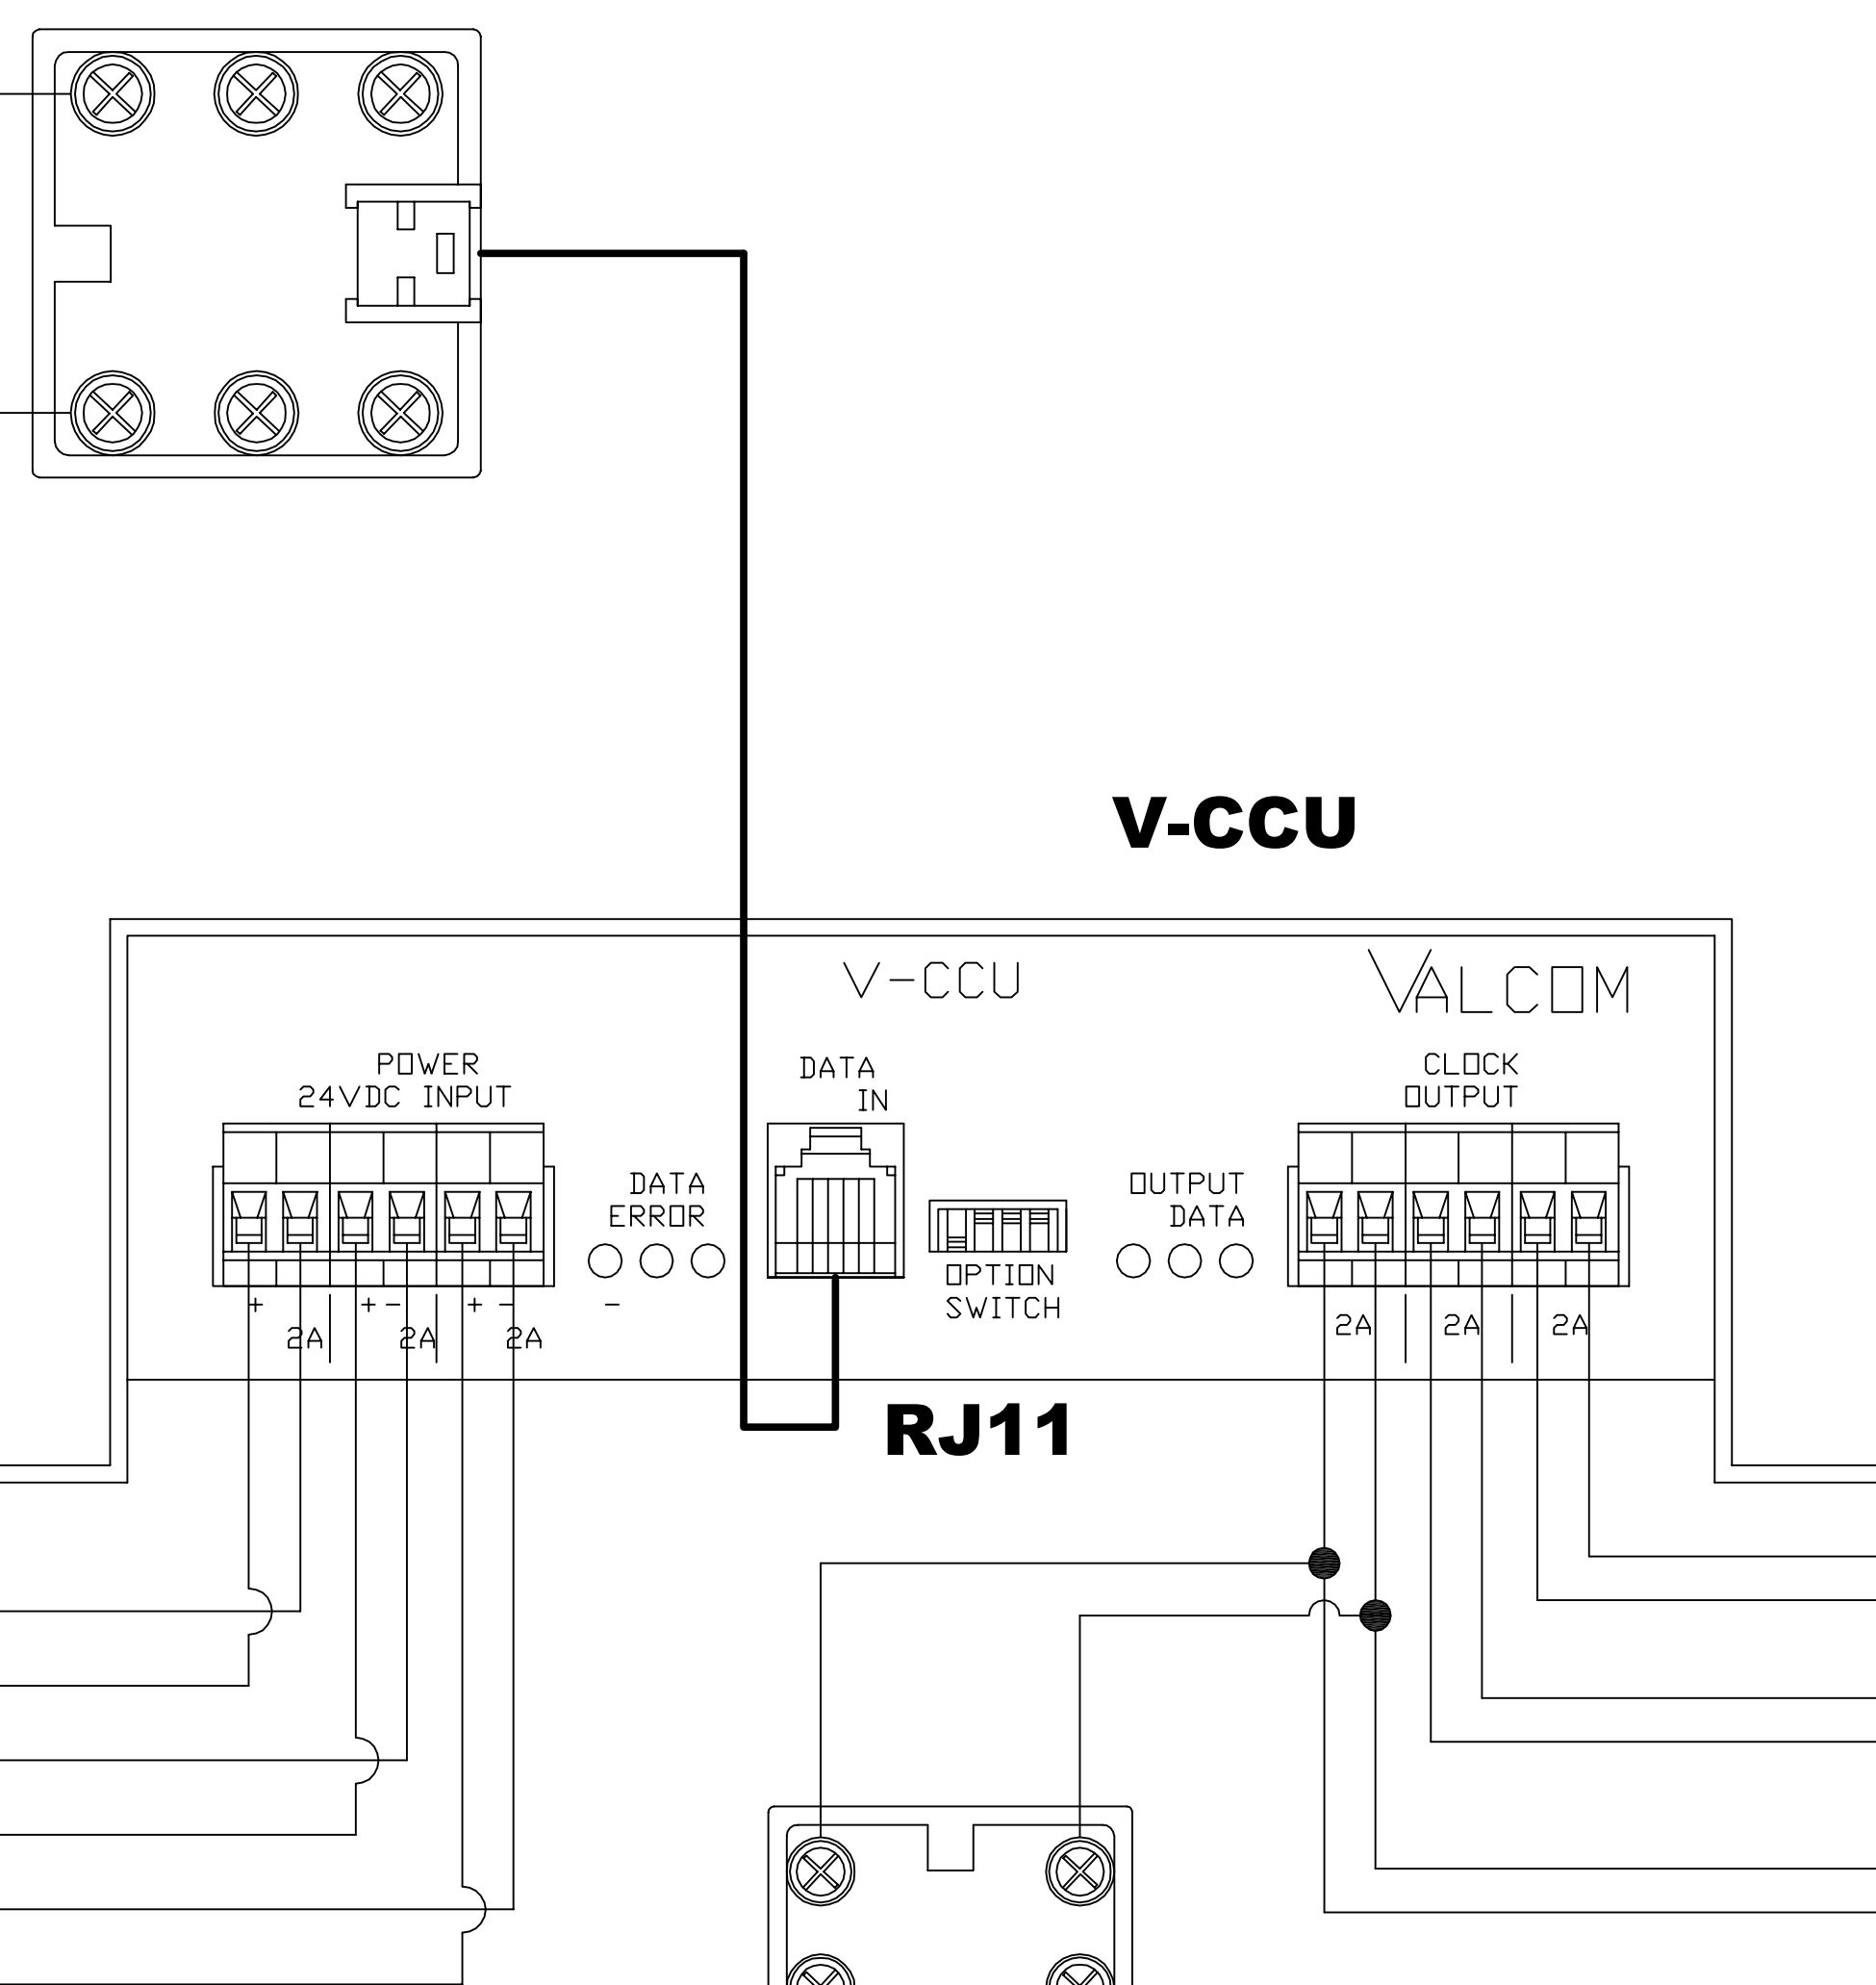 V-CCU
V-CCU
VALCOM
POWER
24VDC INPUT
DATA
IN
CLOCK
OUTPUT
DATA
ERROR
OUTPUT
DATA
OPTION
SWITCH
+ + - + - -
2A 2A 2A
2A 2A 2A
RJ11